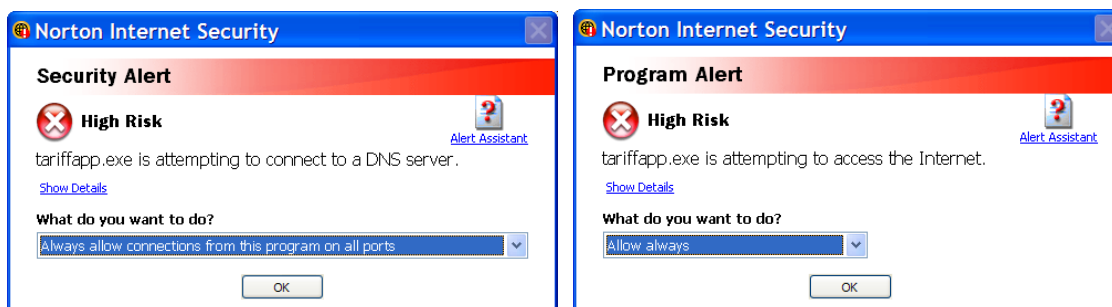 Norton Internet Security
Security Alert
High Risk
Alert Assistant
tariffapp.exe is attempting to connect to a DNS server.
Show Details
What do you want to do?
Always allow connections from this program on all ports
OK
Norton Internet Security
Program Alert
High Risk
Alert Assistant
tariffapp.exe is attempting to access the Internet.
Show Details
What do you want to do?
Allow always
OK